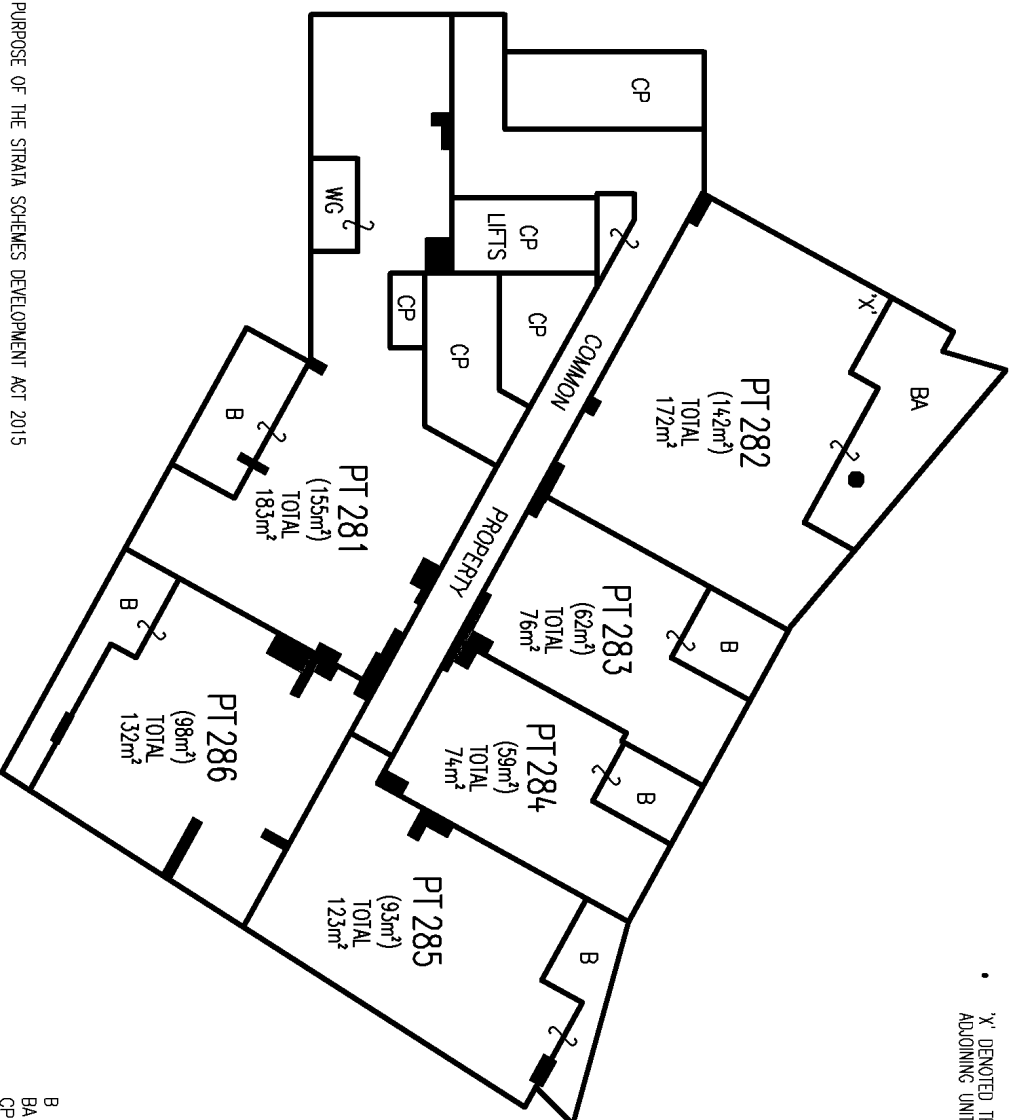 PURPOSE OF THE STRATA SCHEMES DEVELOPMENT ACT 2015
CP
WG
CP
LIFTS
CP
CP
CP
COMMON
PROPERTY
'X'
BA
PT 282
(142m²)
TOTAL
172m²
B
PT 281
(155m²)
TOTAL
183m²
PT 283
(62m²)
TOTAL
76m²
B
B
PT 286
(98m²)
TOTAL
132m²
PT 284
(59m²)
TOTAL
74m²
B
PT 285
(93m²)
TOTAL
123m²
B
• 'X' DENOTED
ADJOINING UNIT
B
BA
CP